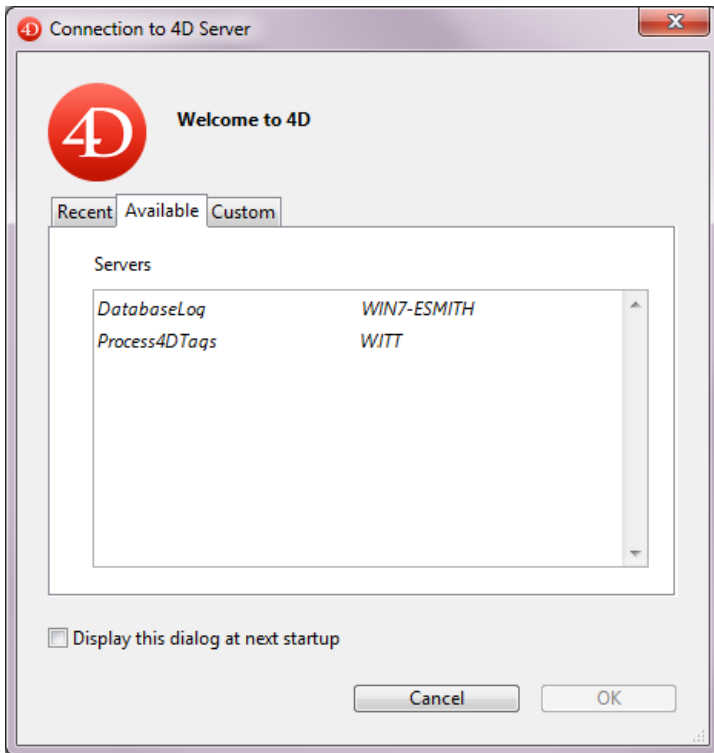 4D Connection to 4D Server
4D
Welcome to 4D
Recent Available Custom
Servers
DatabaseLog WIN7-ESMITH
Process4DTags WITT
Display this dialog at next startup
Cancel OK